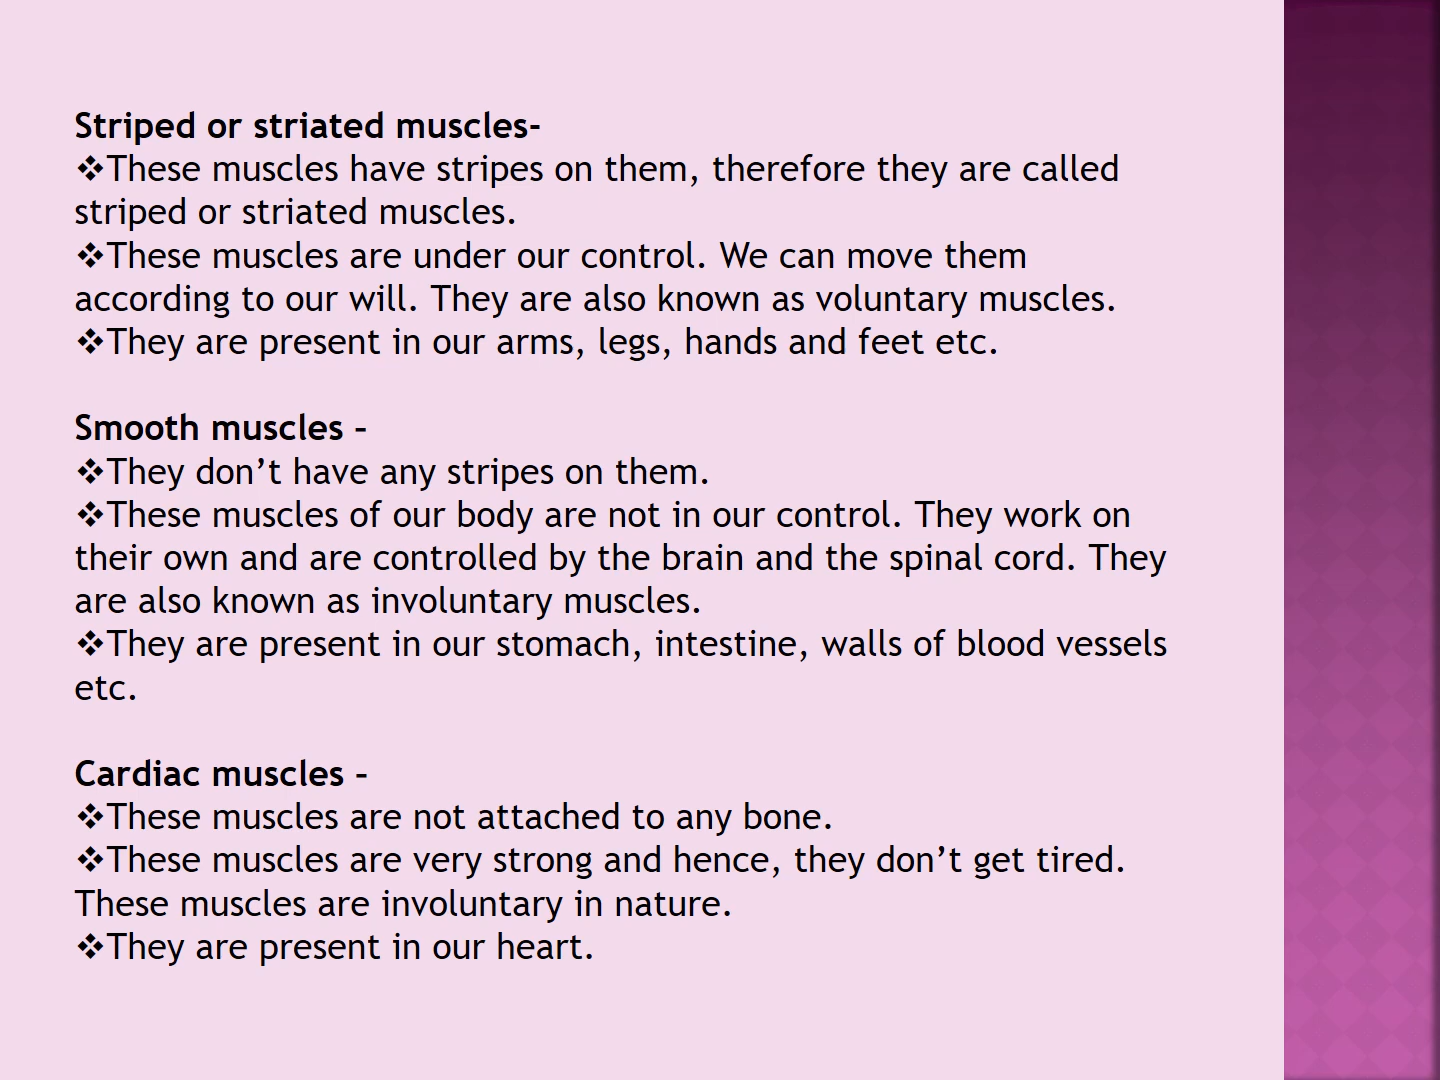 Striped or striated muscles-
❖These muscles have stripes on them, therefore they are called
striped or striated muscles.
❖These muscles are under our control. We can move them
according to our will. They are also known as voluntary muscles.
❖They are present in our arms, legs, hands and feet etc.
Smooth muscles –
❖They don’t have any stripes on them.
❖These muscles of our body are not in our control. They work on
their own and are controlled by the brain and the spinal cord. They
are also known as involuntary muscles.
❖They are present in our stomach, intestine, walls of blood vessels
etc.
Cardiac muscles –
❖These muscles are not attached to any bone.
❖These muscles are very strong and hence, they don’t get tired.
These muscles are involuntary in nature.
❖They are present in our heart.